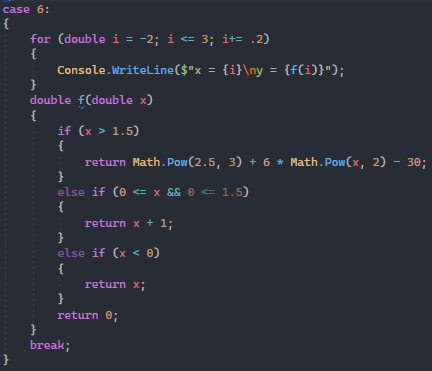 case 6:
{
for (double i = -2; i <= 3; i+= .2)
{
Console.WriteLine($"x = {i}\ny = {f(i)}");
}
double f(double x)
{
if (x > 1.5)
{
return Math.Pow(2.5, 3) + 6 * Math.Pow(x, 2) - 30;
}
else if (0 <= x && 0 <= 1.5)
{
return x + 1;
}
else if (x < 0)
{
return x;
}
return 0;
}
break;
}